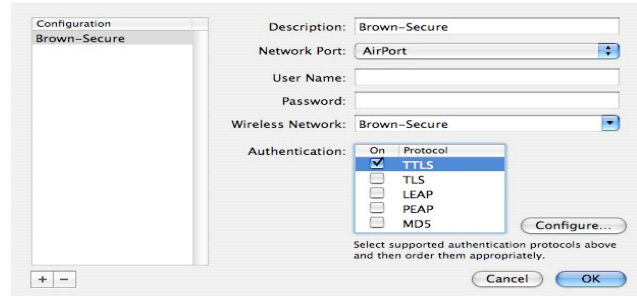 Configuration
Brown-Secure
Description: Brown-Secure
Network Port: AirPort
User Name:
Password:
Wireless Network: Brown-Secure
Authentication:
On Protocol
TTLS
TLS
LEAP
PEAP
MD5
Configure...
Select supported authentication protocols above
and then order them appropriately.
+ −
Cancel OK